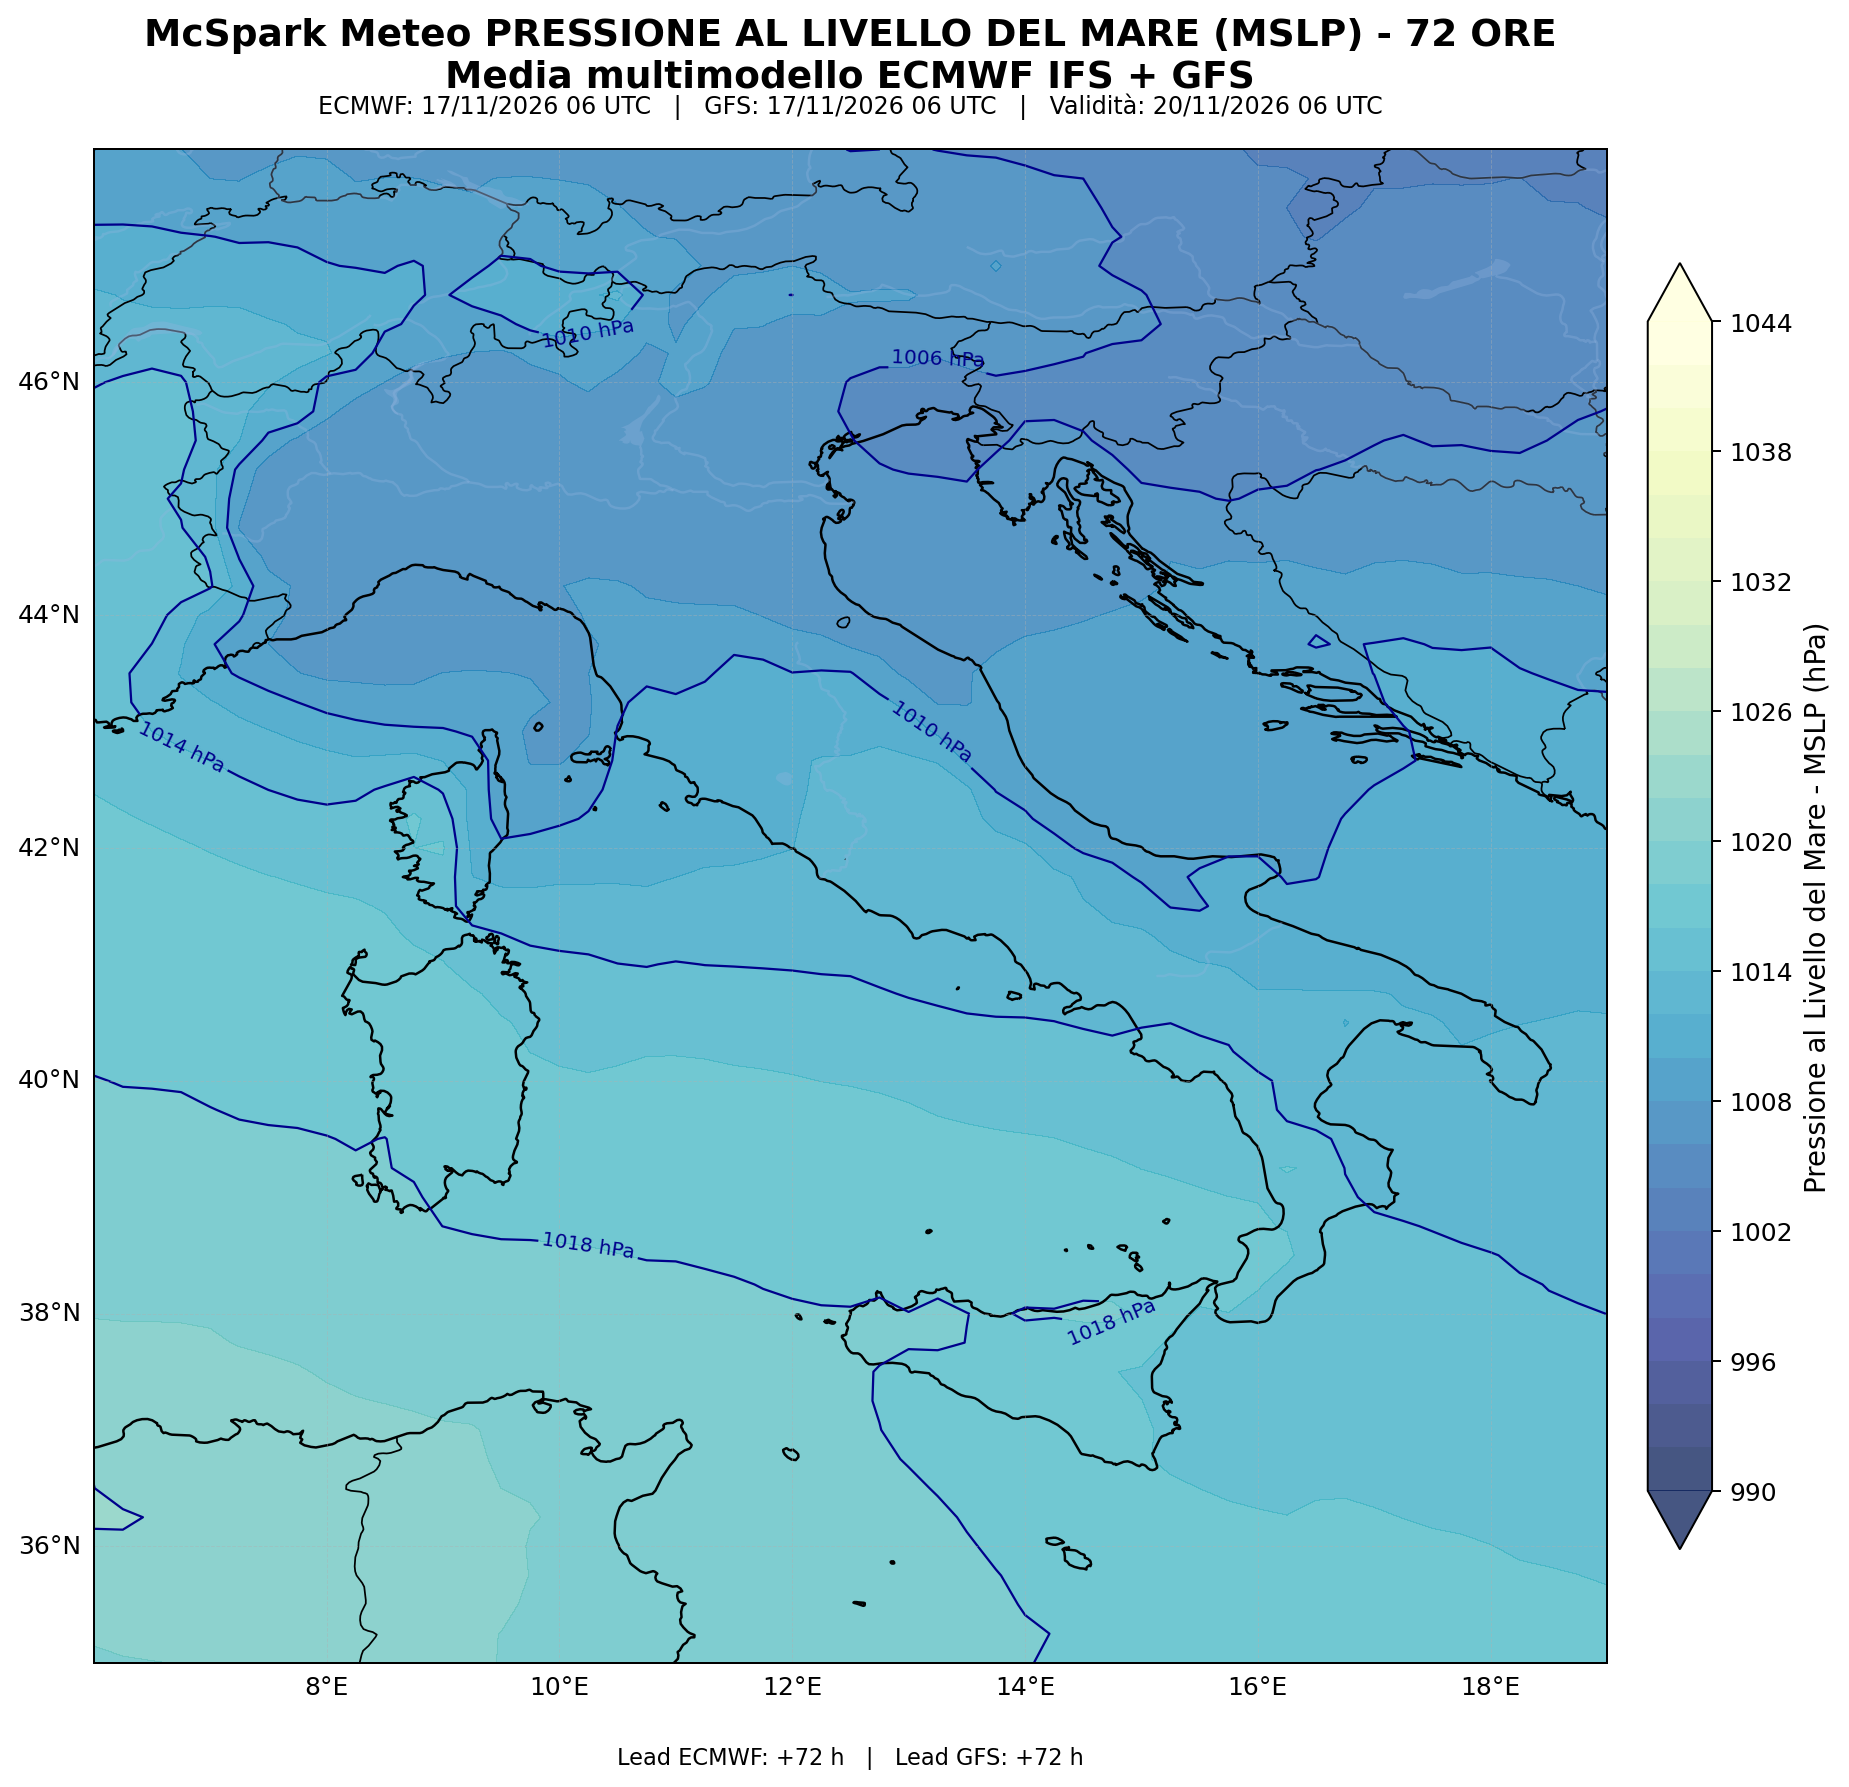 McSpark Meteo PRESSIONE AL LIVELLO DEL MARE (MSLP) - 72 ORE
Media multimodello ECMWF IFS + GFS
ECMWF: 17/11/2026 06 UTC | GFS: 17/11/2026 06 UTC | Validità: 20/11/2026 06 UTC
1010 hPa
1006 hPa
1014 hPa
1010 hPa
1018 hPa
1018 hPa
46°N
44°N
42°N
40°N
38°N
36°N
8°E
10°E
12°E
14°E
16°E
18°E
1044
1038
1032
1026
1020
1014
1008
1002
996
990
Pressione al Livello del Mare - MSLP (hPa)
Lead ECMWF: +72 h | Lead GFS: +72 h